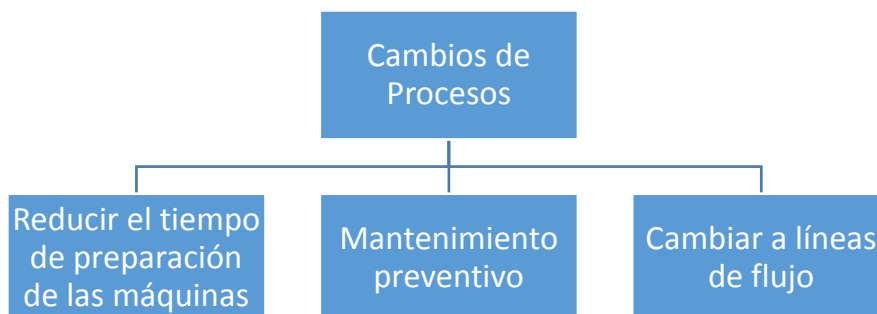 Cambios de
Procesos
Reducir el tiempo
de preparación
de las máquinas
Mantenimiento
preventivo
Cambiar a líneas
de flujo